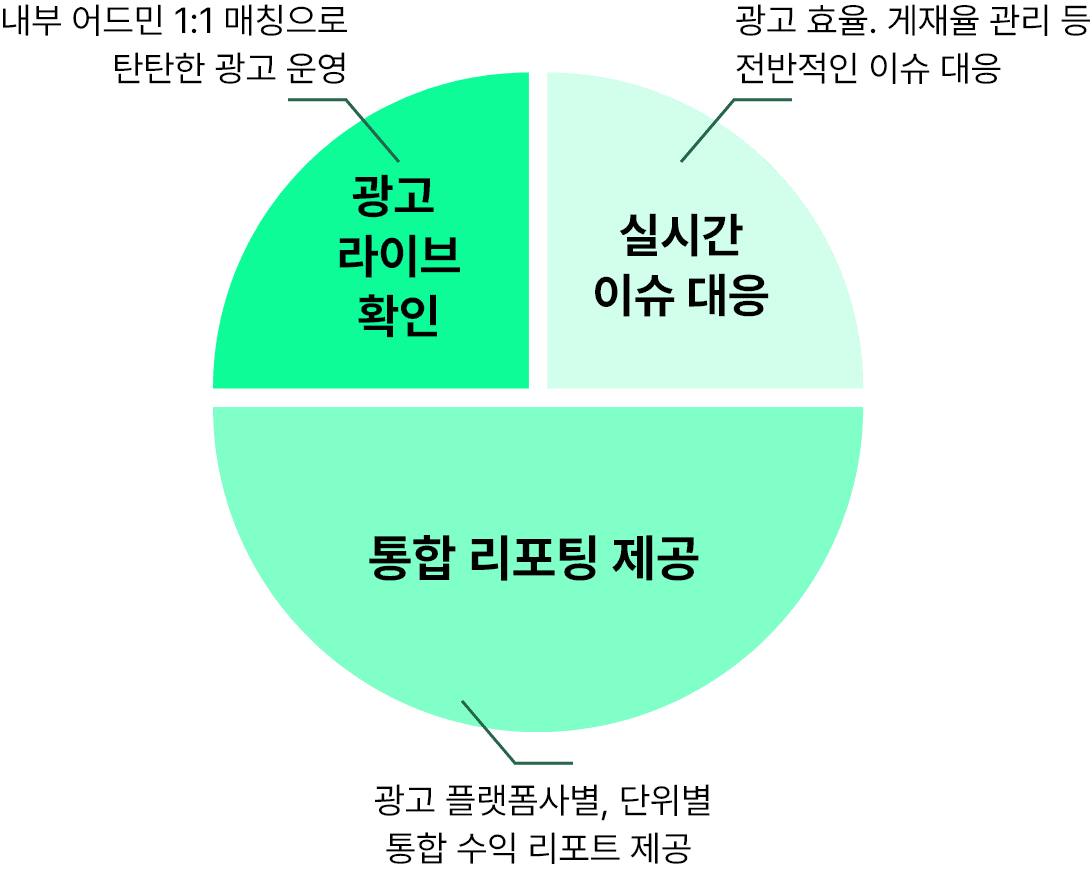 내부 어드민 1:1 매칭으로
탄탄한 광고 운영
광고 효율. 게재율 관리 등
전반적인 이슈 대응
광고
라이브
확인
실시간
이슈 대응
통합 리포팅 제공
광고 플랫폼사별, 단위별
통합 수익 리포트 제공